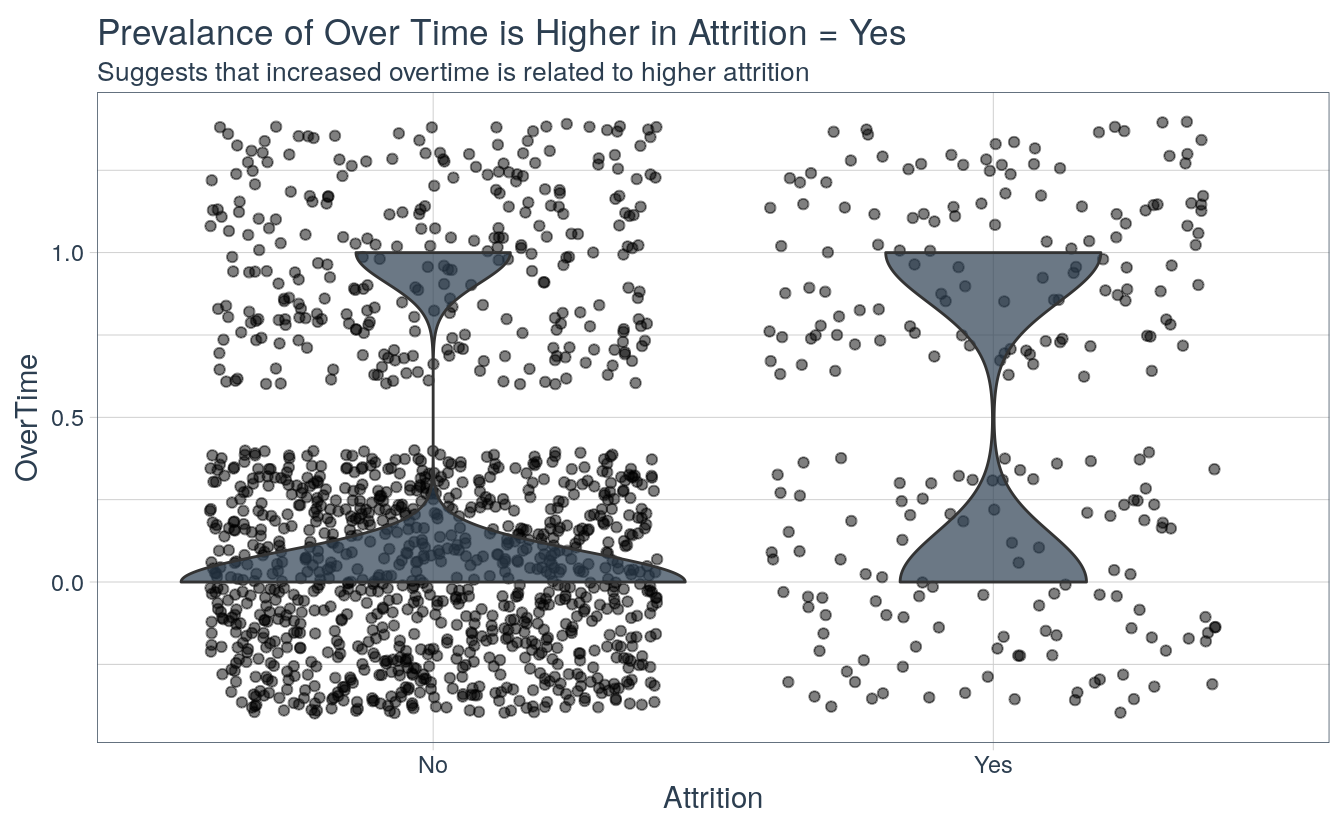 Prevalance of Over Time is Higher in Attrition = Yes
Suggests that increased overtime is related to higher attrition
OverTime
1.0
0.5
0.0
No
Yes
Attrition